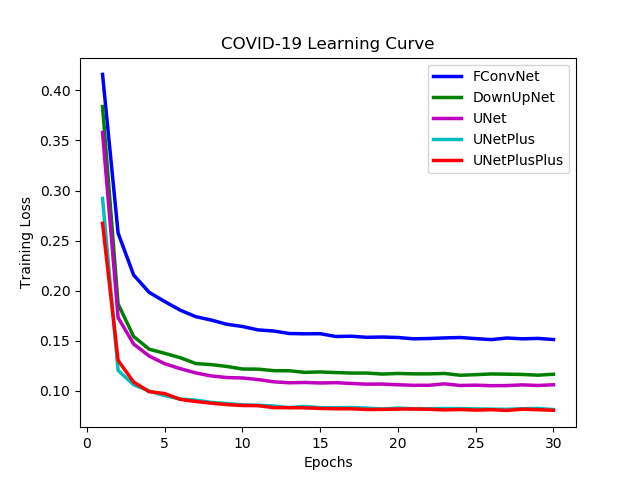 COVID-19 Learning Curve
FConvNet
DownUpNet
UNet
UNetPlus
UNetPlusPlus
Training Loss
0.40
0.35
0.30
0.25
0.20
0.15
0.10
0 5 10 15 20 25 30
Epochs